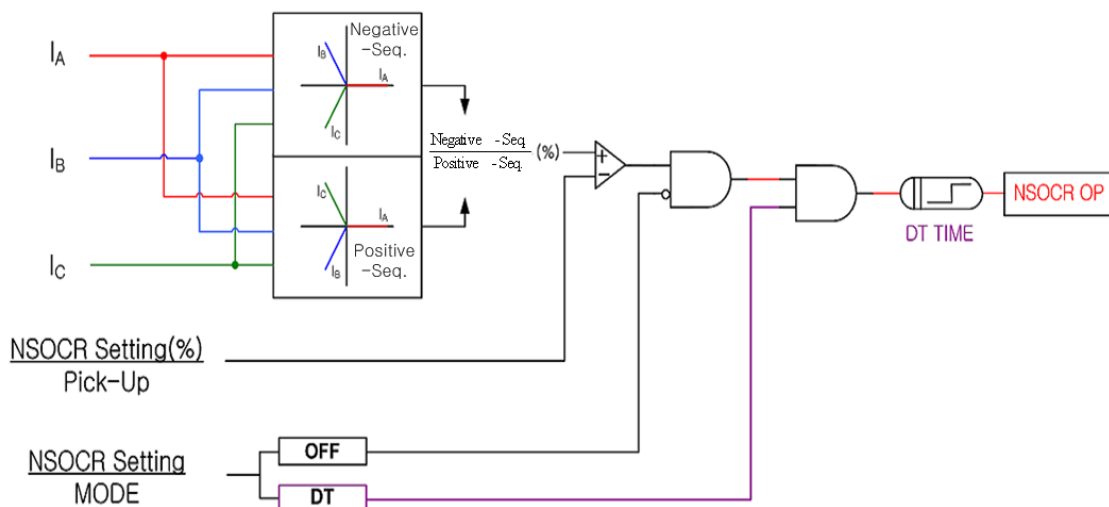 I_A
I_B
I_C
Negative
-Seq.
I_B
I_A
I_C
I_C
I_A
I_B
Positive
-Seq.
Negative -Seq
Positive -Seq.
(%)
+
−
DT TIME
NSOCR OP
NSOCR Setting(%)
Pick-Up
NSOCR Setting
MODE
OFF
DT